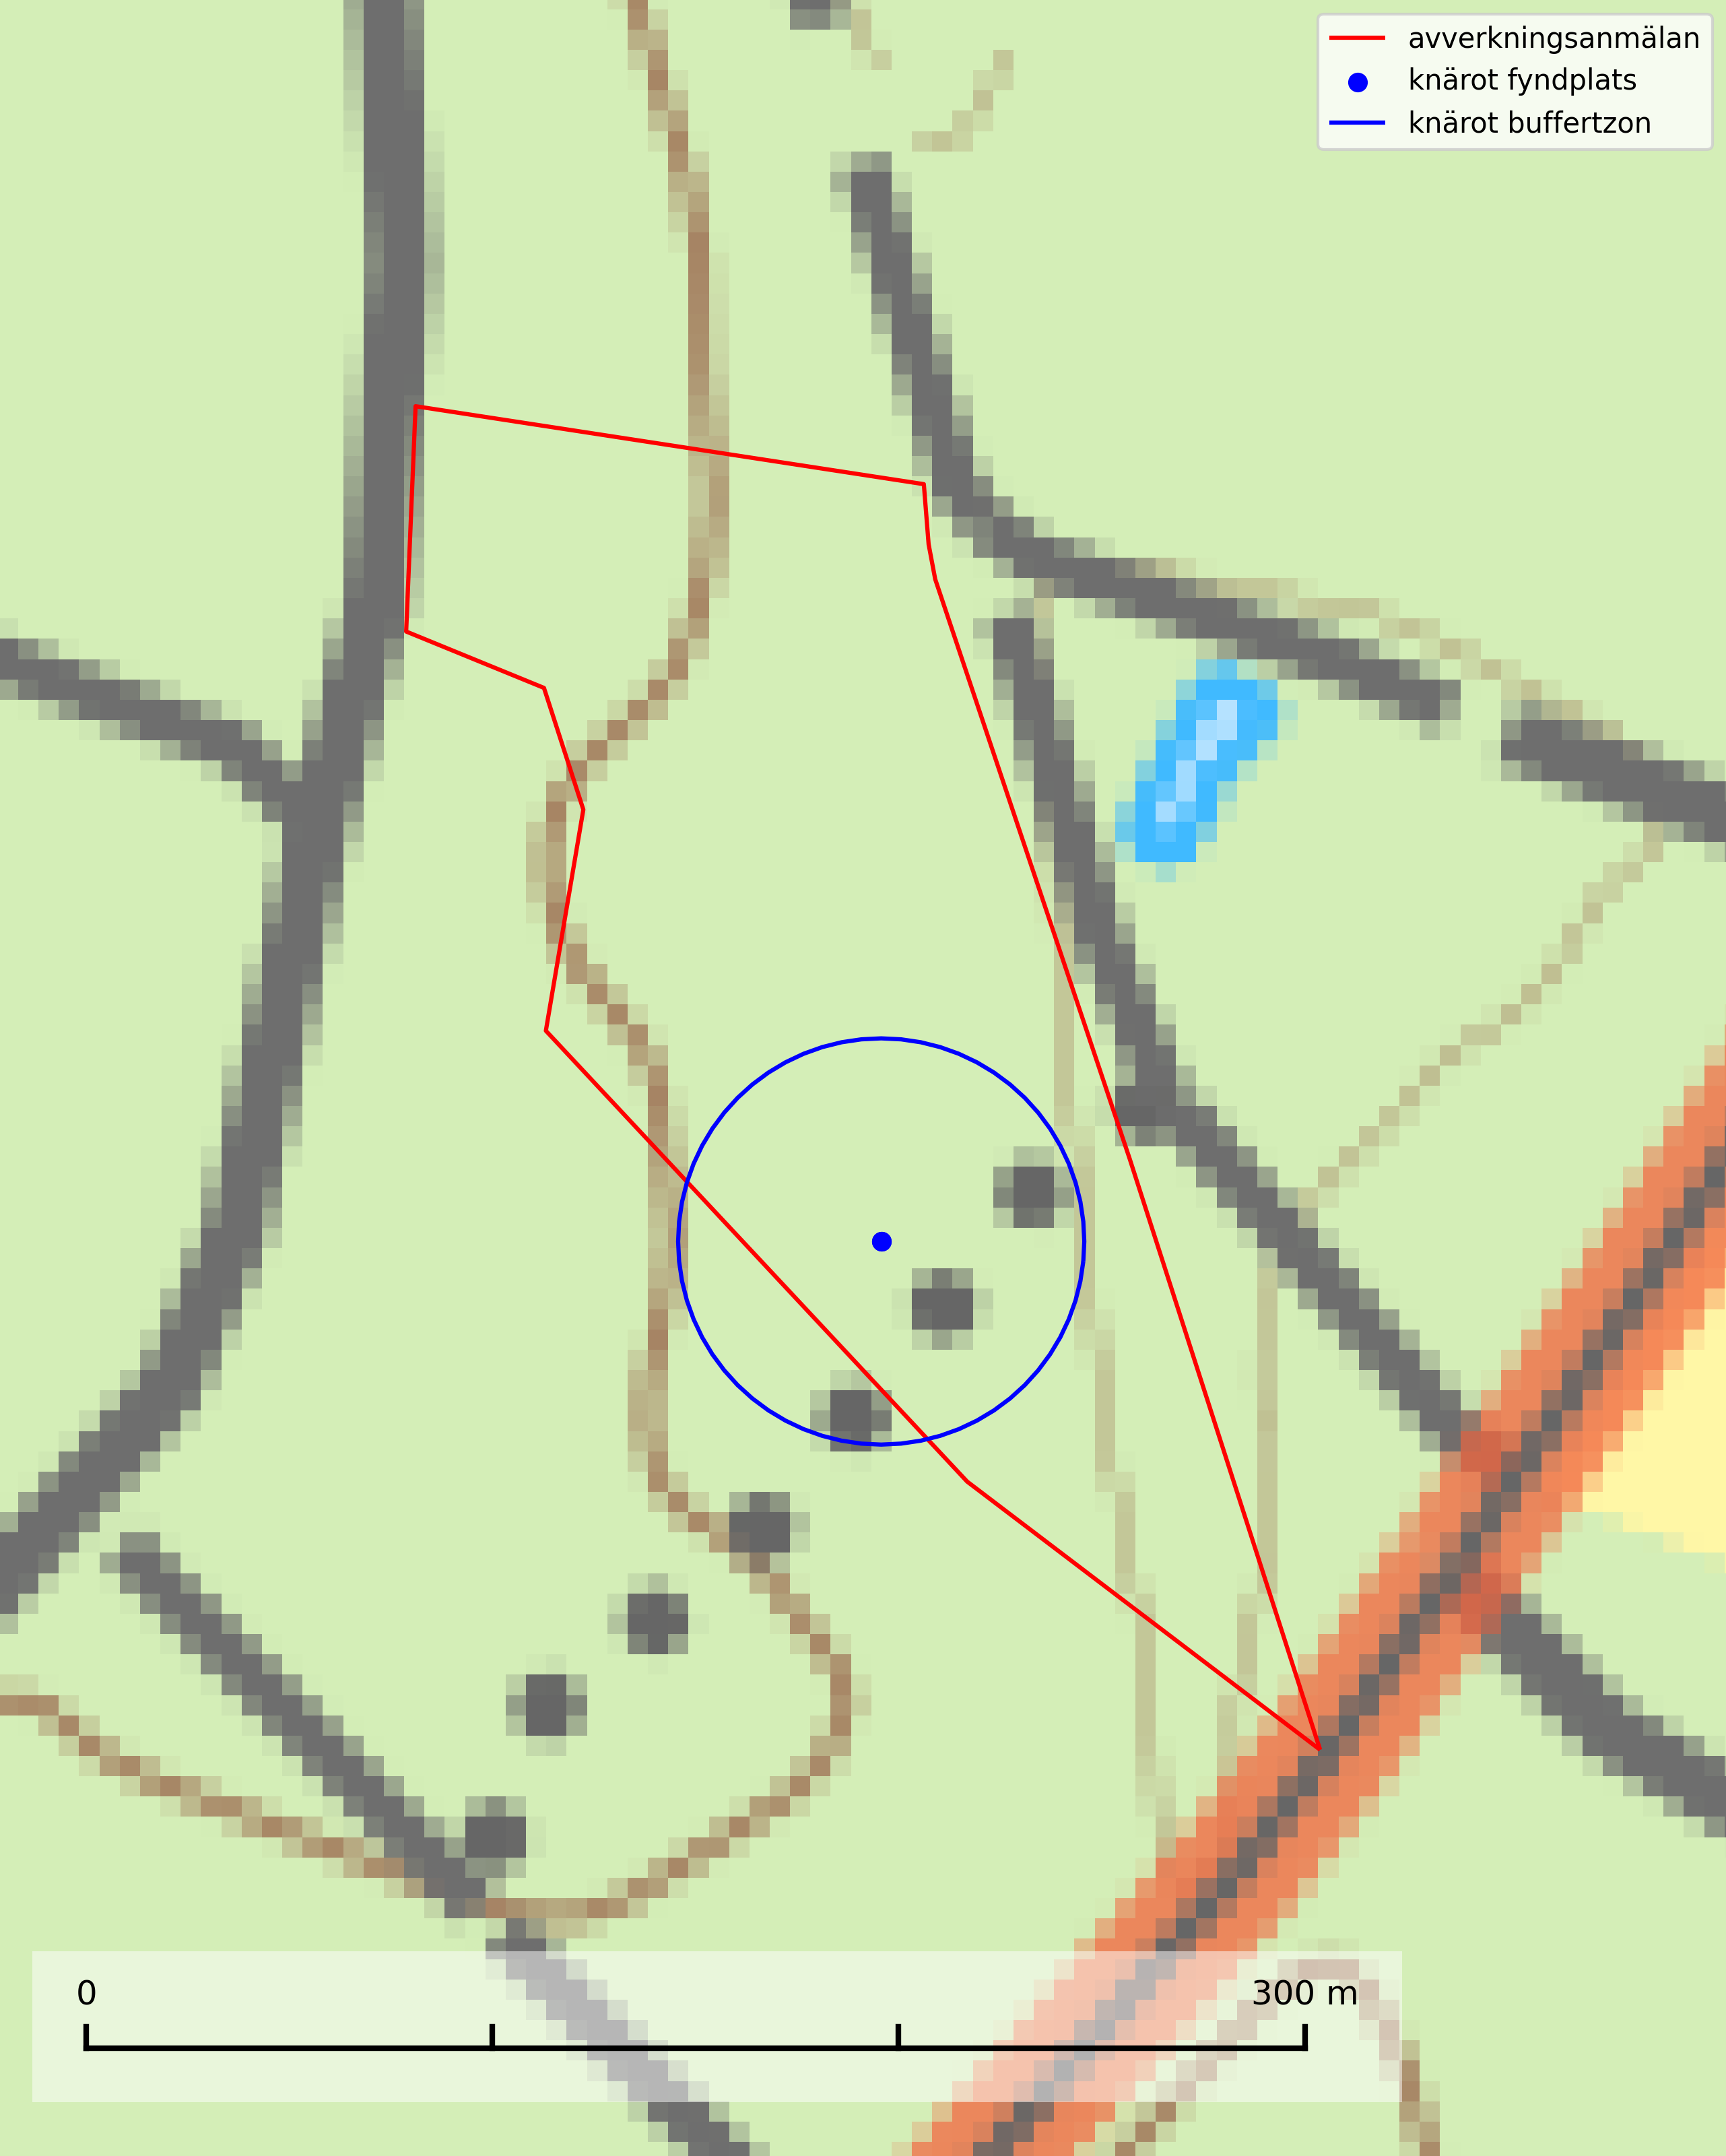 avverkningsanmälan
knärot fyndplats
knärot buffertzon
0 300 m